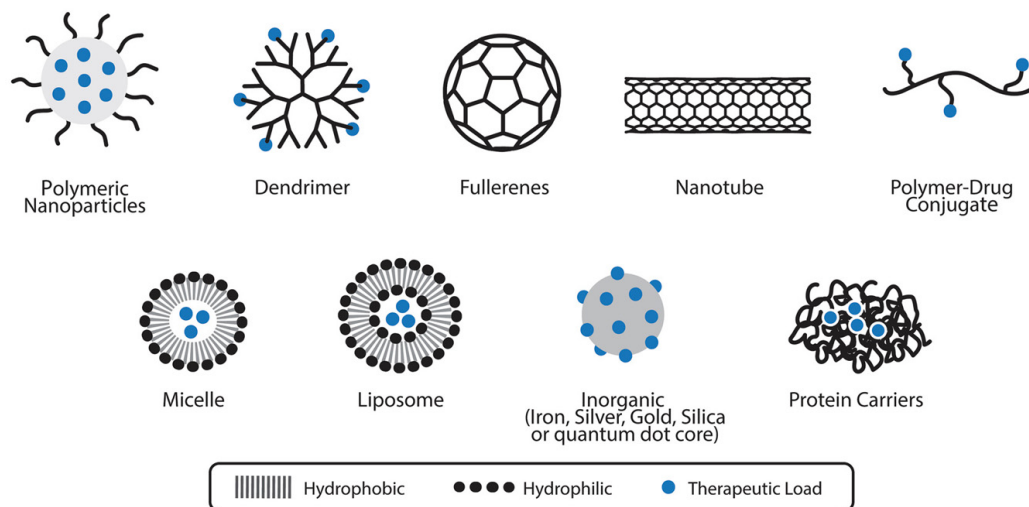 Polymeric
Nanoparticles
Dendrimer
Fullerenes
Nanotube
Polymer-Drug
Conjugate
Micelle
Liposome
Inorganic
(Iron, Silver, Gold, Silica
or quantum dot core)
Protein Carriers
Hydrophobic
Hydrophilic
Therapeutic Load